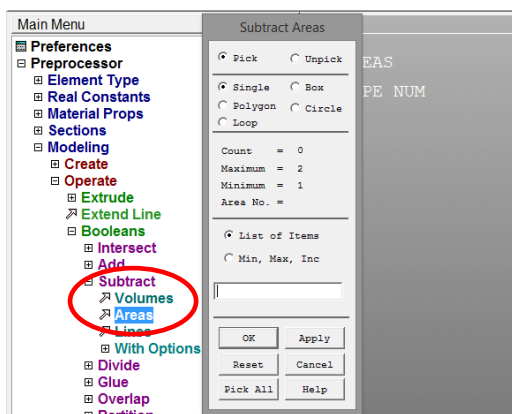 Main Menu
Preferences
Preprocessor
Element Type
Real Constants
Material Props
Sections
Modeling
Create
Operate
Extrude
Extend Line
Booleans
Intersect
Add
Subtract
Volumes
Areas
Lines
With Options
Divide
Glue
Overlap
Partition
Subtract Areas
Pick Unpick
Single Box
Polygon Circle
Loop
Count = 0
Maximum = 2
Minimum = 1
Area No. =
List of Items
Min, Max, Inc
OK Apply
Reset Cancel
Pick All Help
EAS
PE NUM